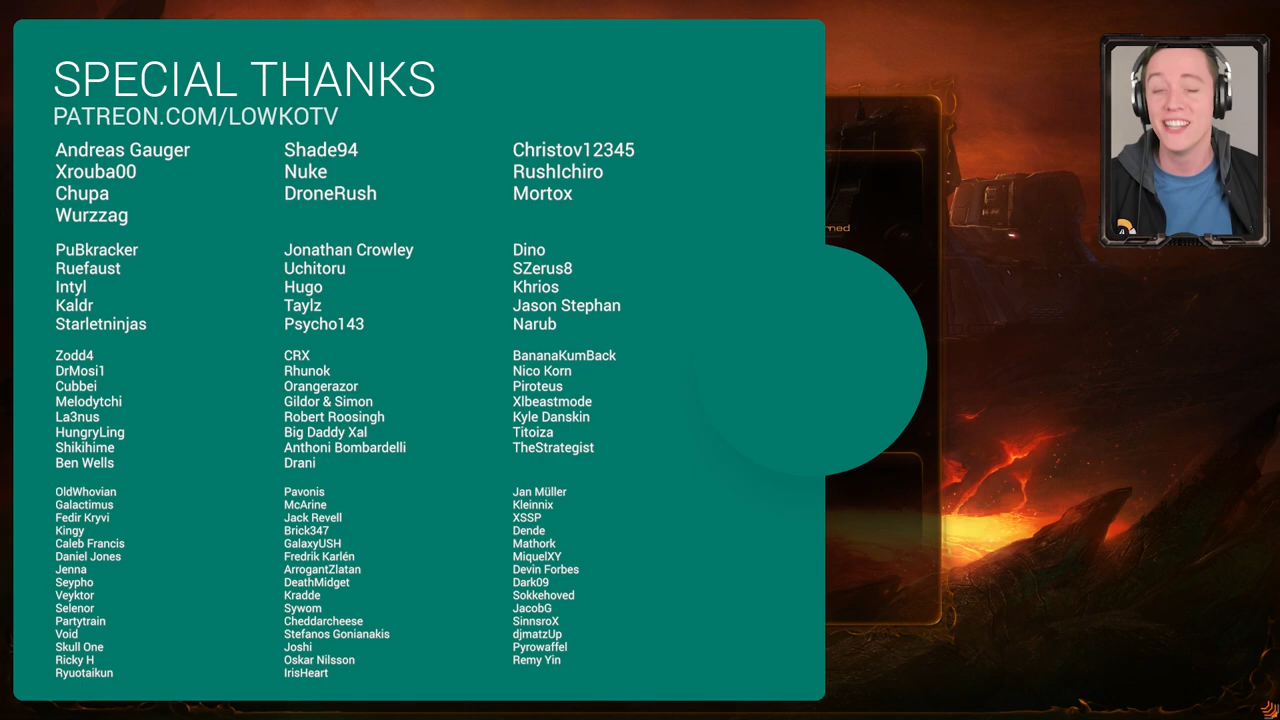 SPECIAL THANKS
PATREON.COM/LOWKOTV
Andreas Gauger Shade94 Christov12345
Xrouba00 Nuke RushIchiro
Chupa DroneRush Mortox
Wurzzag
PuBkracker Jonathan Crowley Dino
Ruefaust Uchitoru SZerus8
Intyl Hugo Khrios
Kaldr Taylz Jason Stephan
Starletninjas Psycho143 Narub
Zodd4 CRX BananaKumBack
DrMosi1 Rhunok Nico Korn
Cubbei Orangerazor Piroteus
Melodytchi Gildor & Simon Xlbeastmode
La3nus Robert Roosingh Kyle Danskin
HungryLing Big Daddy Xal Titoiza
Shikihime Anthoni Bombardelli TheStrategist
Ben Wells Drani
OldWhovian Pavonis Jan Müller
Galactimus McArine Kleinnix
Fedir Kryvi Jack Revell XSSP
Kingy Brick347 Dende
Caleb Francis GalaxyUSH Mathork
Daniel Jones Fredrik Karlén MiquelXY
Jenna ArrogantZlatan Devin Forbes
Seypho DeathMidget Dark09
Veyktor Kradde Sokkehoved
Selenor Sywom JacobG
Partytrain Cheddarcheese SinnsroX
Void Stefanos Gonianakis djmatzUp
Skull One Joshi Pyrowaffel
Ricky H Oskar Nilsson Remy Yin
Ryuotaikun IrisHeart